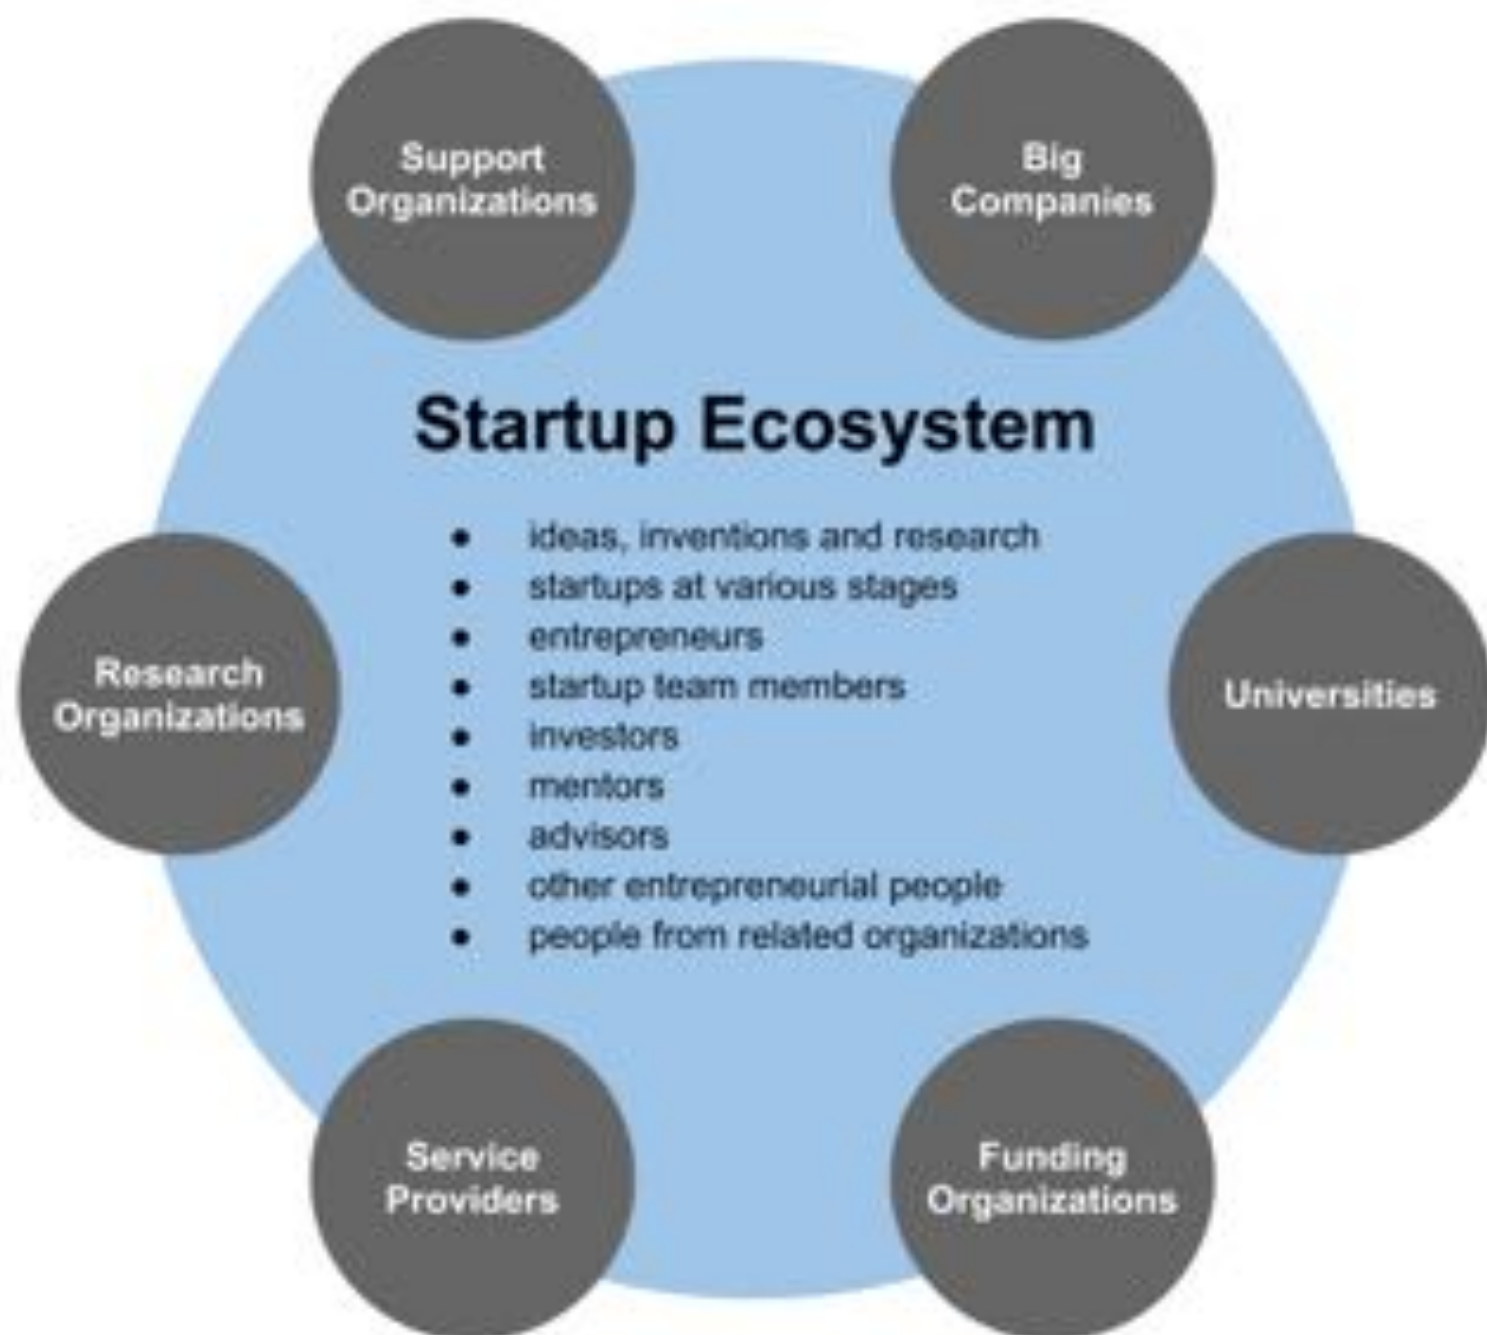 Support
Organizations
Big
Companies
Startup Ecosystem
● ideas, inventions and research
● startups at various stages
● entrepreneurs
● startup team members
● investors
● mentors
● advisors
● other entrepreneurial people
● people from related organizations
Research
Organizations
Universities
Service
Providers
Funding
Organizations